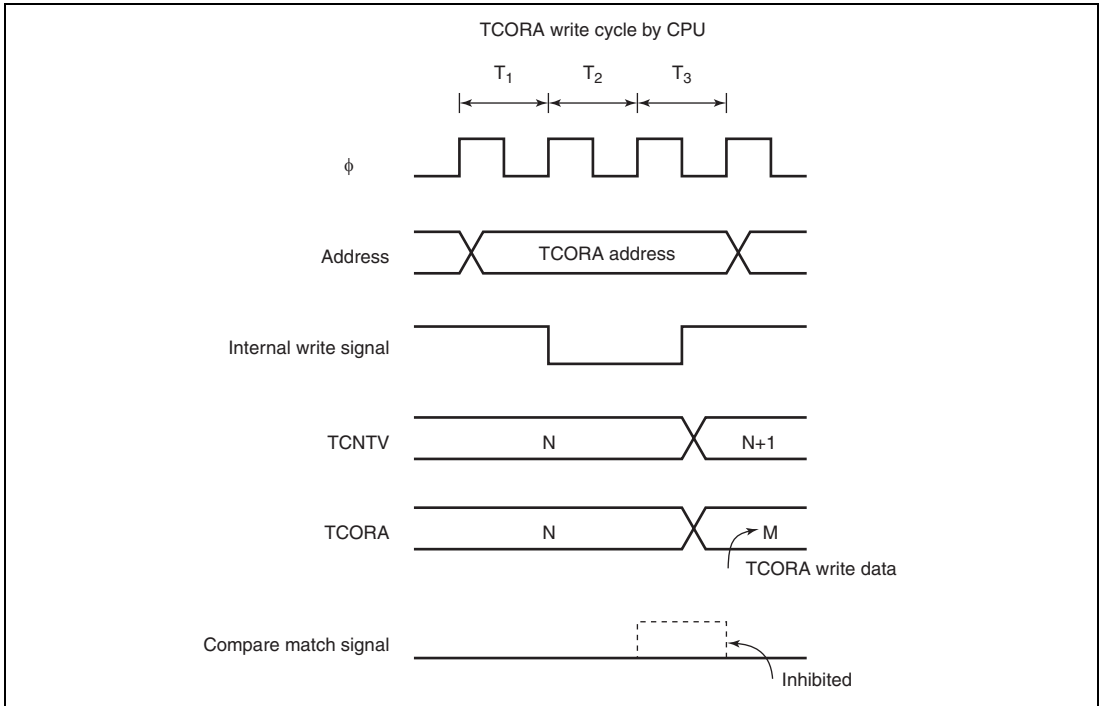 TCORA write cycle by CPU
T1 T2 T3
ϕ
Address TCORA address
Internal write signal
TCNTV N N+1
TCORA N M
TCORA write data
Compare match signal
Inhibited